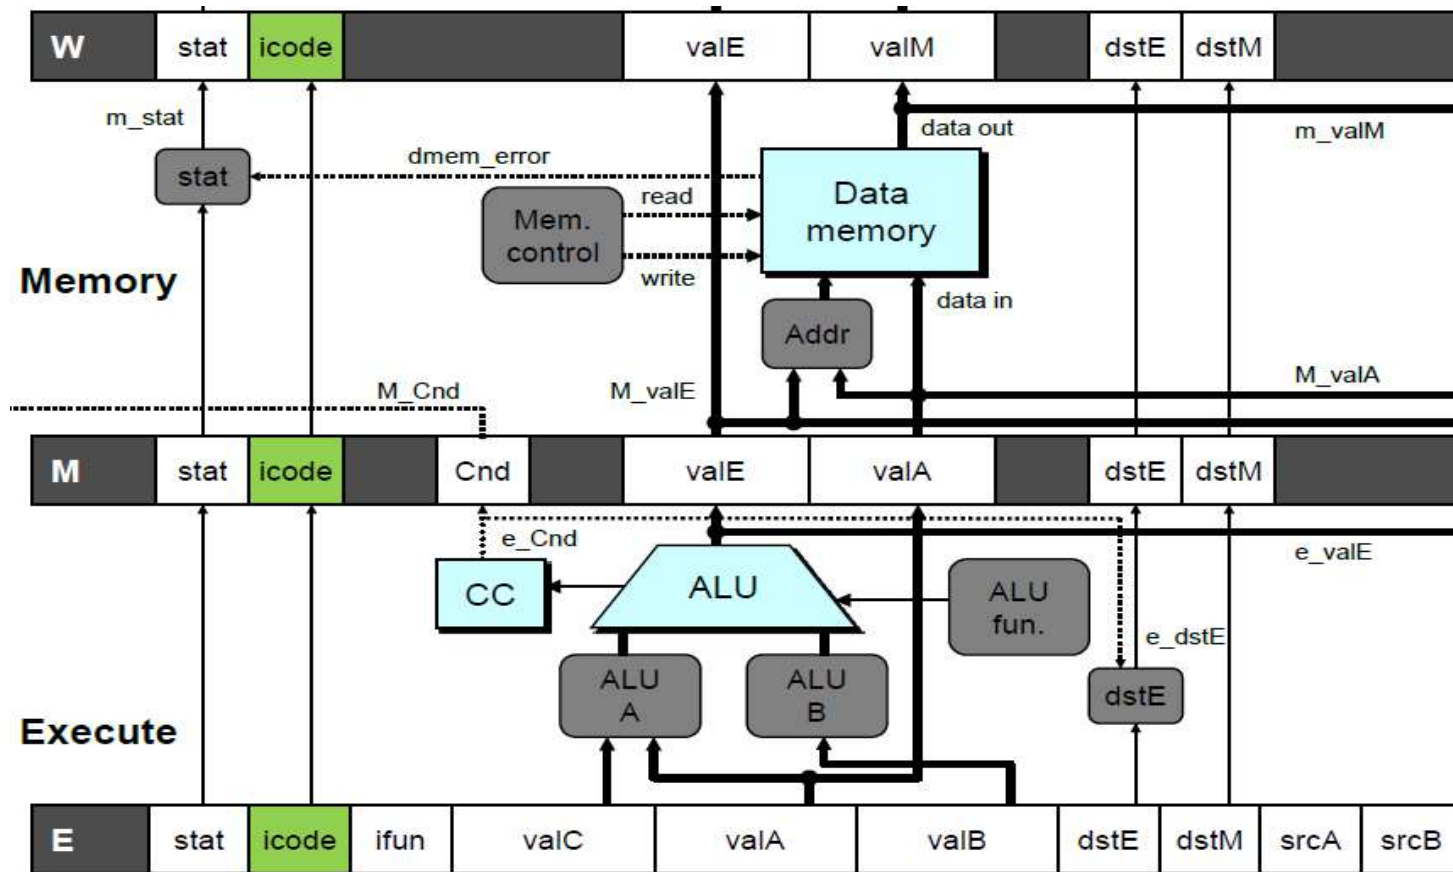 W stat icode valE valM dstE dstM
m_stat
data out
m_valM
dmem_error
stat
read
Data
memory
Mem.
control
write
Memory
data in
Addr
M_Cnd
M_valE
M_valA
M stat icode Cnd valE valA dstE dstM
e_Cnd
e_valE
CC
ALU
ALU
fun.
e_dstE
ALU
A
ALU
B
dstE
Execute
E stat icode ifun valC valA valB dstE dstM srcA srcB